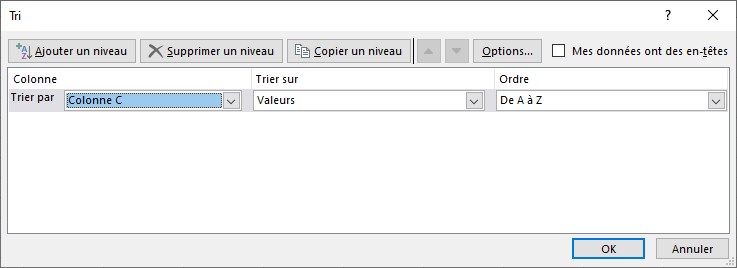 Tri
Ajouter un niveau Supprimer un niveau Copier un niveau Options... Mes données ont des en-têtes
Colonne Trier sur Ordre
Trier par Colonne C Valeurs De A à Z
OK Annuler